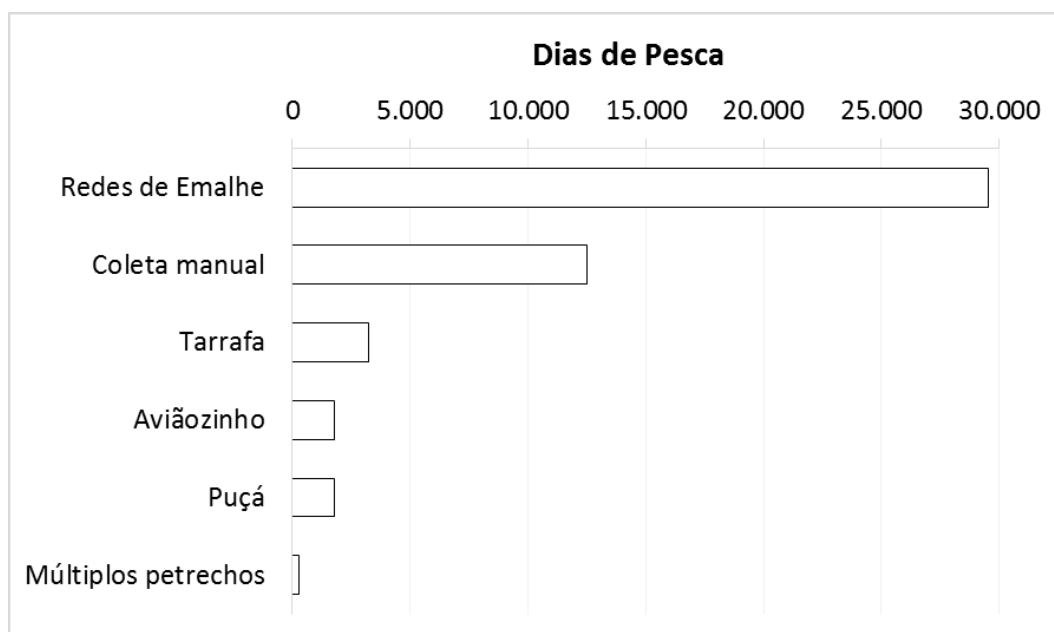 Dias de Pesca
0 5.000 10.000 15.000 20.000 25.000 30.000
Redes de Emalhe
Coleta manual
Tarrafa
Aviãozinho
Puçá
Múltiplos petrechos